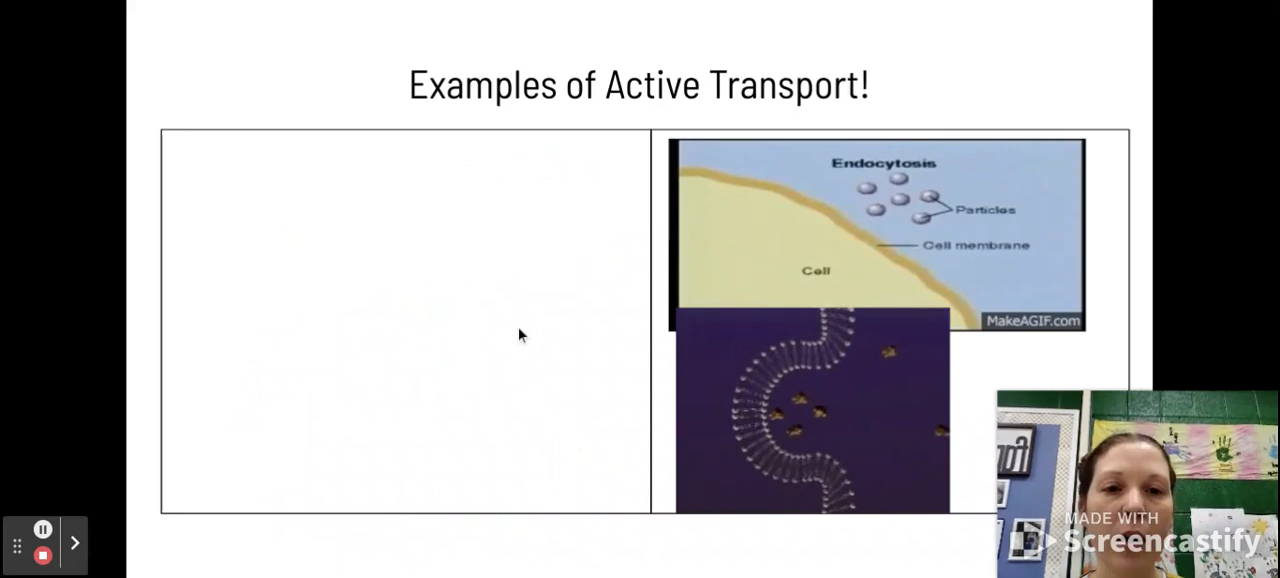 Examples of Active Transport!
Endocytosis
Particles
Cell membrane
Cell
MakeAGIF.com
MADE WITH
Screencastify